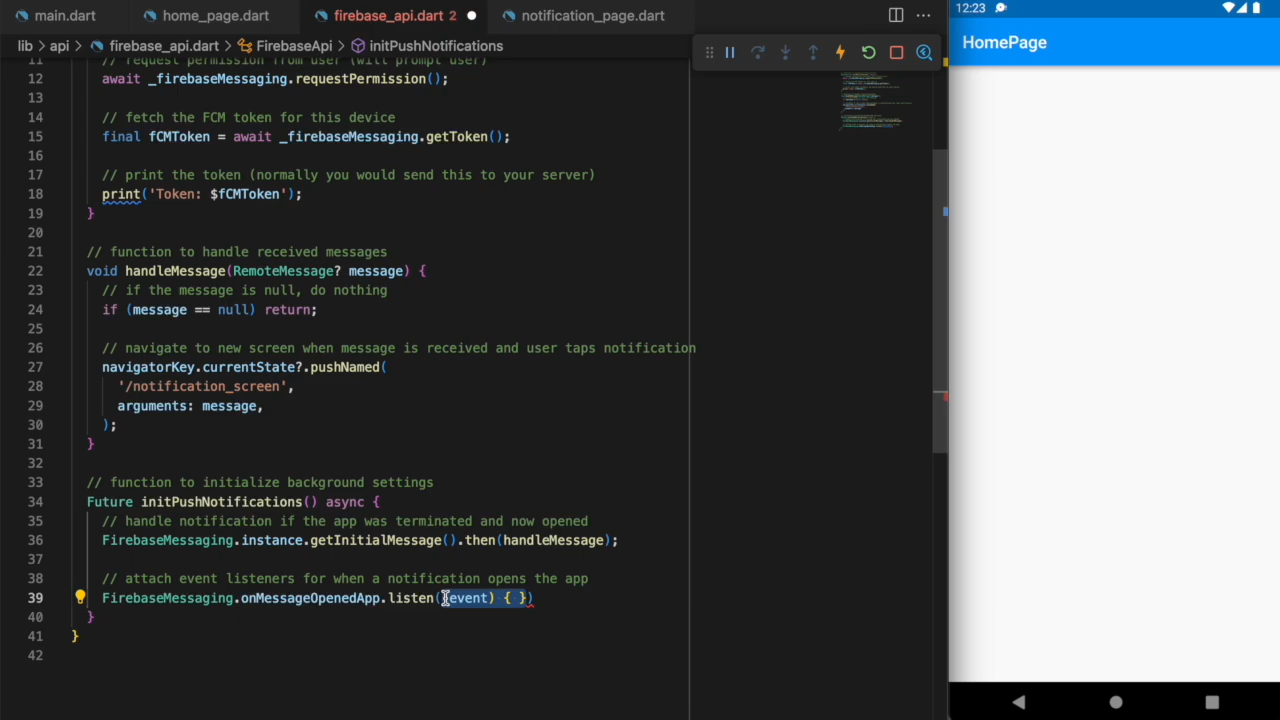 main.dart
home_page.dart
firebase_api.dart 2
notification_page.dart
lib > api > firebase_api.dart > FirebaseApi > initPushNotifications
11 // request permission from user (will prompt user)
12 await _firebaseMessaging.requestPermission();
13
14 // fetch the FCM token for this device
15 final fCMToken = await _firebaseMessaging.getToken();
16
17 // print the token (normally you would send this to your server)
18 print('Token: $fCMToken');
19 }
20
21 // function to handle received messages
22 void handleMessage(RemoteMessage? message) {
23 // if the message is null, do nothing
24 if (message == null) return;
25
26 // navigate to new screen when message is received and user taps notification
27 navigatorKey.currentState?.pushNamed(
28 '/notification_screen',
29 arguments: message,
30 );
31 }
32
33 // function to initialize background settings
34 Future initPushNotifications() async {
35 // handle notification if the app was terminated and now opened
36 FirebaseMessaging.instance.getInitialMessage().then(handleMessage);
37
38 // attach event listeners for when a notification opens the app
39 FirebaseMessaging.onMessageOpenedApp.listen((event) { })
40 }
41 }
42
12:23
HomePage